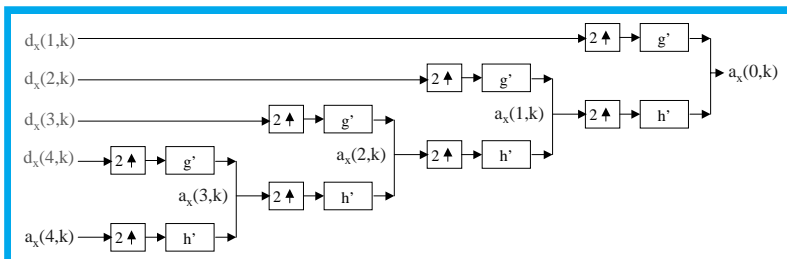 dₓ(1,k)
2 g’
dₓ(2,k)
2 g’
aₓ(0,k)
dₓ(3,k)
2 g’
aₓ(1,k)
2 h’
dₓ(4,k)
2 g’
aₓ(2,k)
2 h’
aₓ(3,k)
2 h’
aₓ(4,k)
2 h’